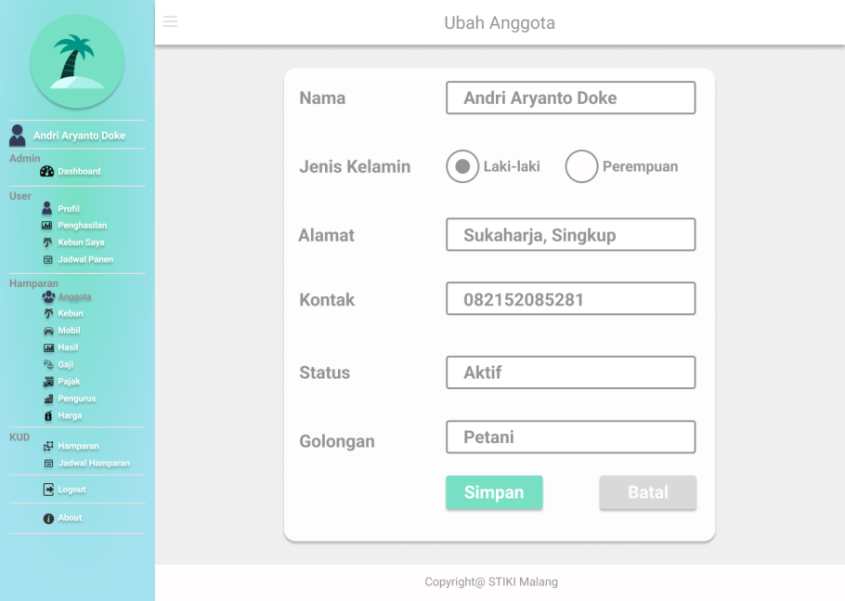 Ubah Anggota
Andri Aryanto Doke
Admin
Dashboard
User
Profil
Penghasilan
Kebun Saya
Jadwal Panen
Hamparan
Anggota
Kebun
Mobil
Hasil
Gaji
Pajak
Pengurus
Harga
KUD
Hamparan
Jadwal Hamparan
Logout
About
Nama Andri Aryanto Doke
Jenis Kelamin Laki-laki Perempuan
Alamat Sukaharja, Singkup
Kontak 082152085281
Status Aktif
Golongan Petani
Simpan Batal
Copyright@ STIKI Malang